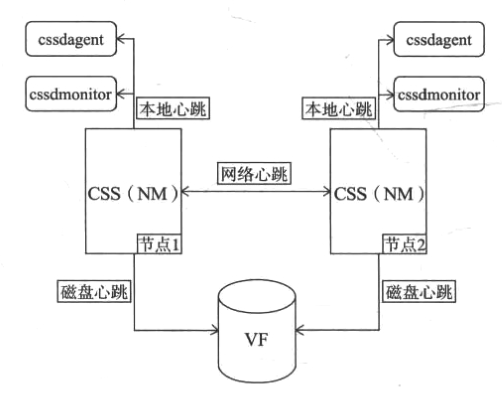 cssdagent
cssdagent
cssdmonitor
cssdmonitor
本地心跳
本地心跳
CSS（NM）
网络心跳
CSS（NM）
节点1
节点2
磁盘心跳
磁盘心跳
VF